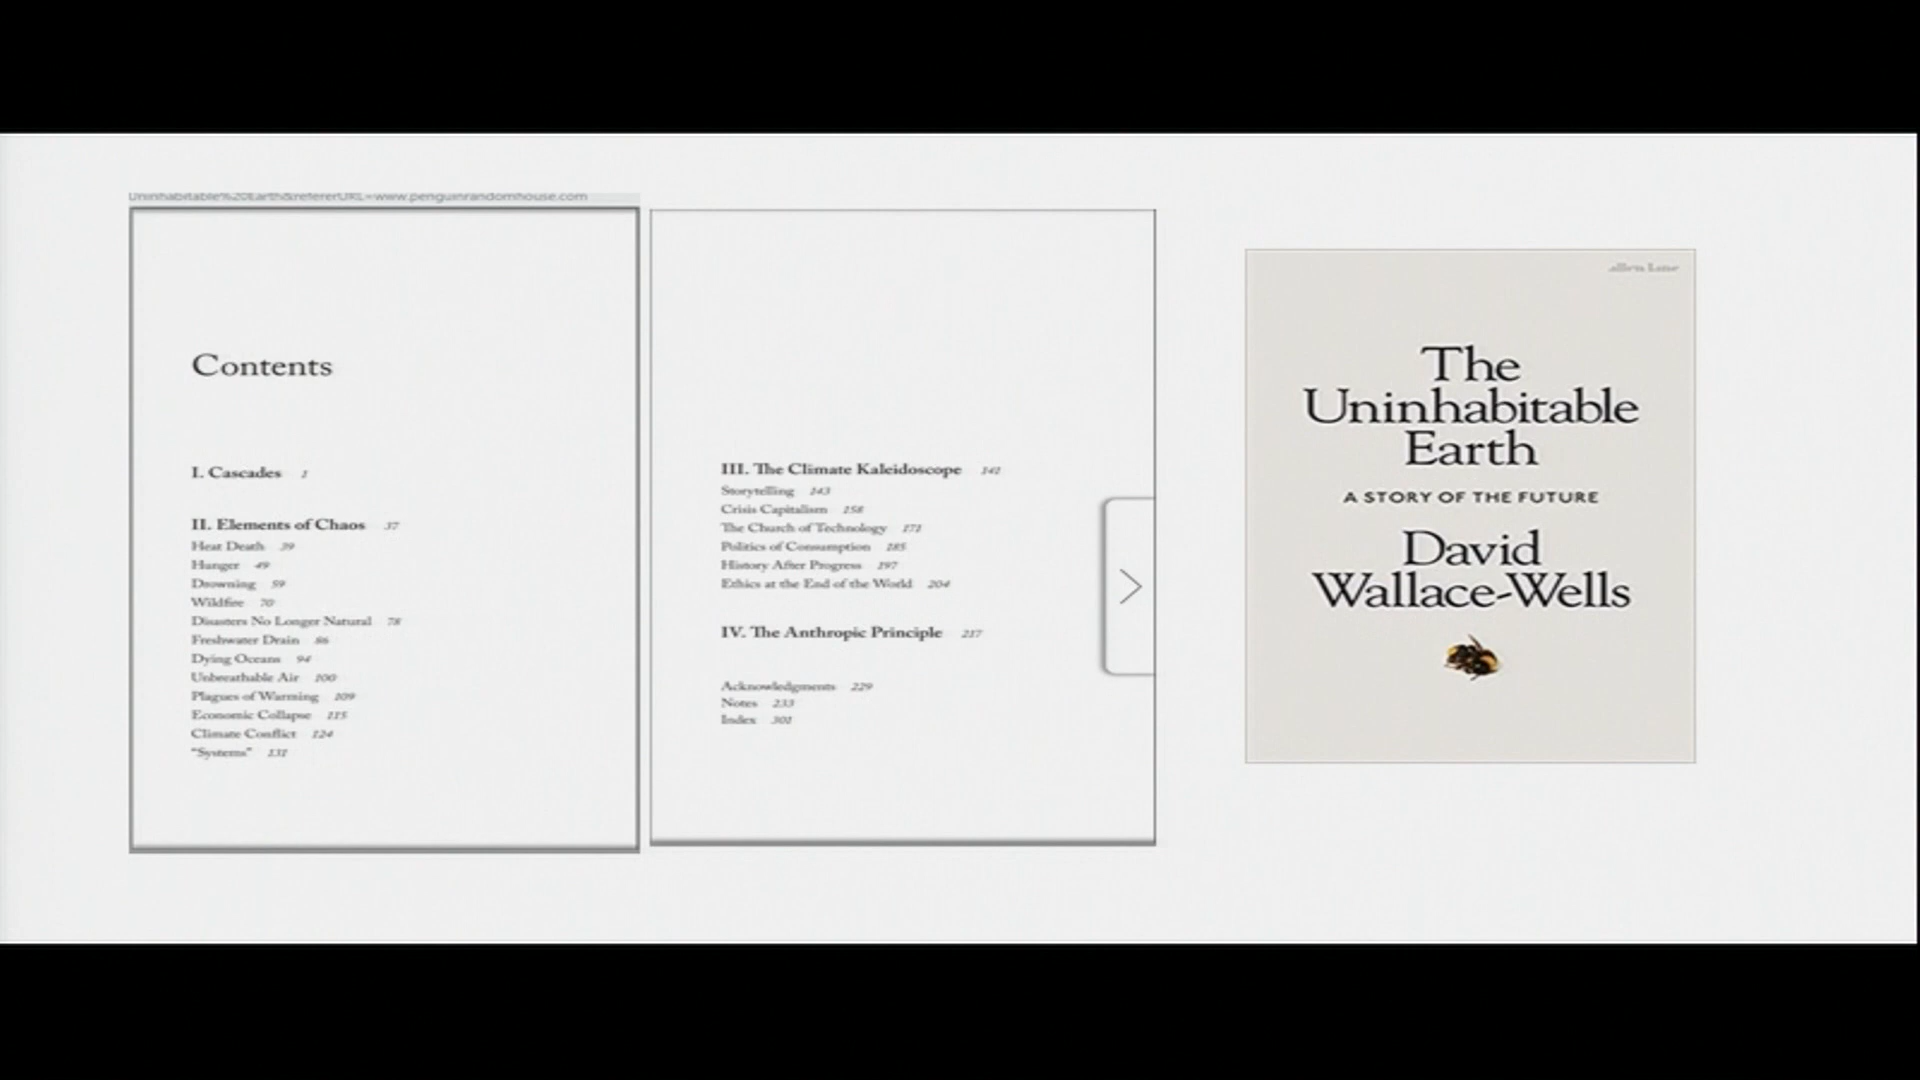 Uninhabitable%20Earth&refererURL=www.penguinrandomhouse.com
Contents
I. Cascades 1
II. Elements of Chaos 37
Heat Death 39
Hunger 49
Drowning 59
Wildfire 70
Disasters No Longer Natural 78
Freshwater Drain 86
Dying Oceans 94
Unbreathable Air 100
Plagues of Warming 109
Economic Collapse 115
Climate Conflict 124
“Systems” 131
III. The Climate Kaleidoscope 141
Storytelling 143
Crisis Capitalism 158
The Church of Technology 171
Politics of Consumption 185
History After Progress 197
Ethics at the End of the World 204
IV. The Anthropic Principle 217
Acknowledgments 229
Notes 233
Index 301
allen lane
The
Uninhabitable
Earth
A STORY OF THE FUTURE
David
Wallace-Wells